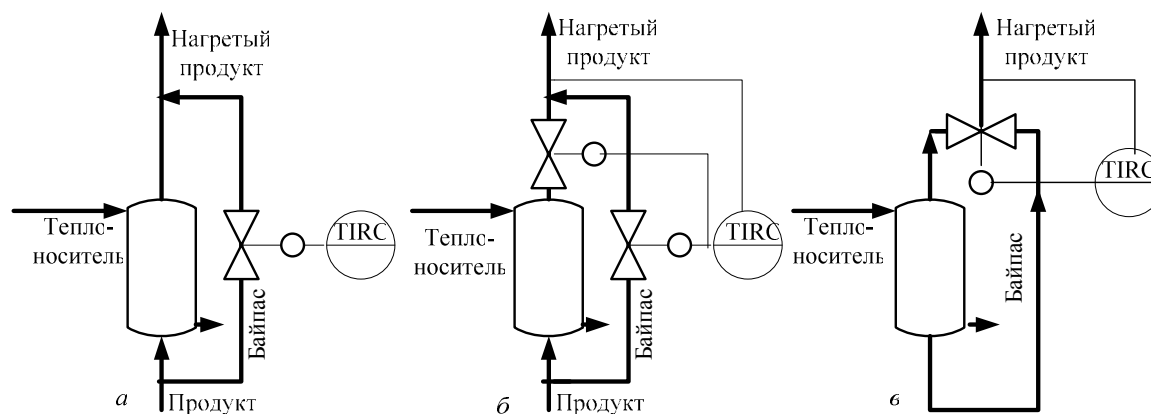 Нагретый
продукт
Тепло-
носитель
TIRC
Байпас
Продукт
а
Нагретый
продукт
Тепло-
носитель
TIRC
Байпас
Продукт
б
Нагретый
продукт
TIRC
Тепло-
носитель
Байпас
в